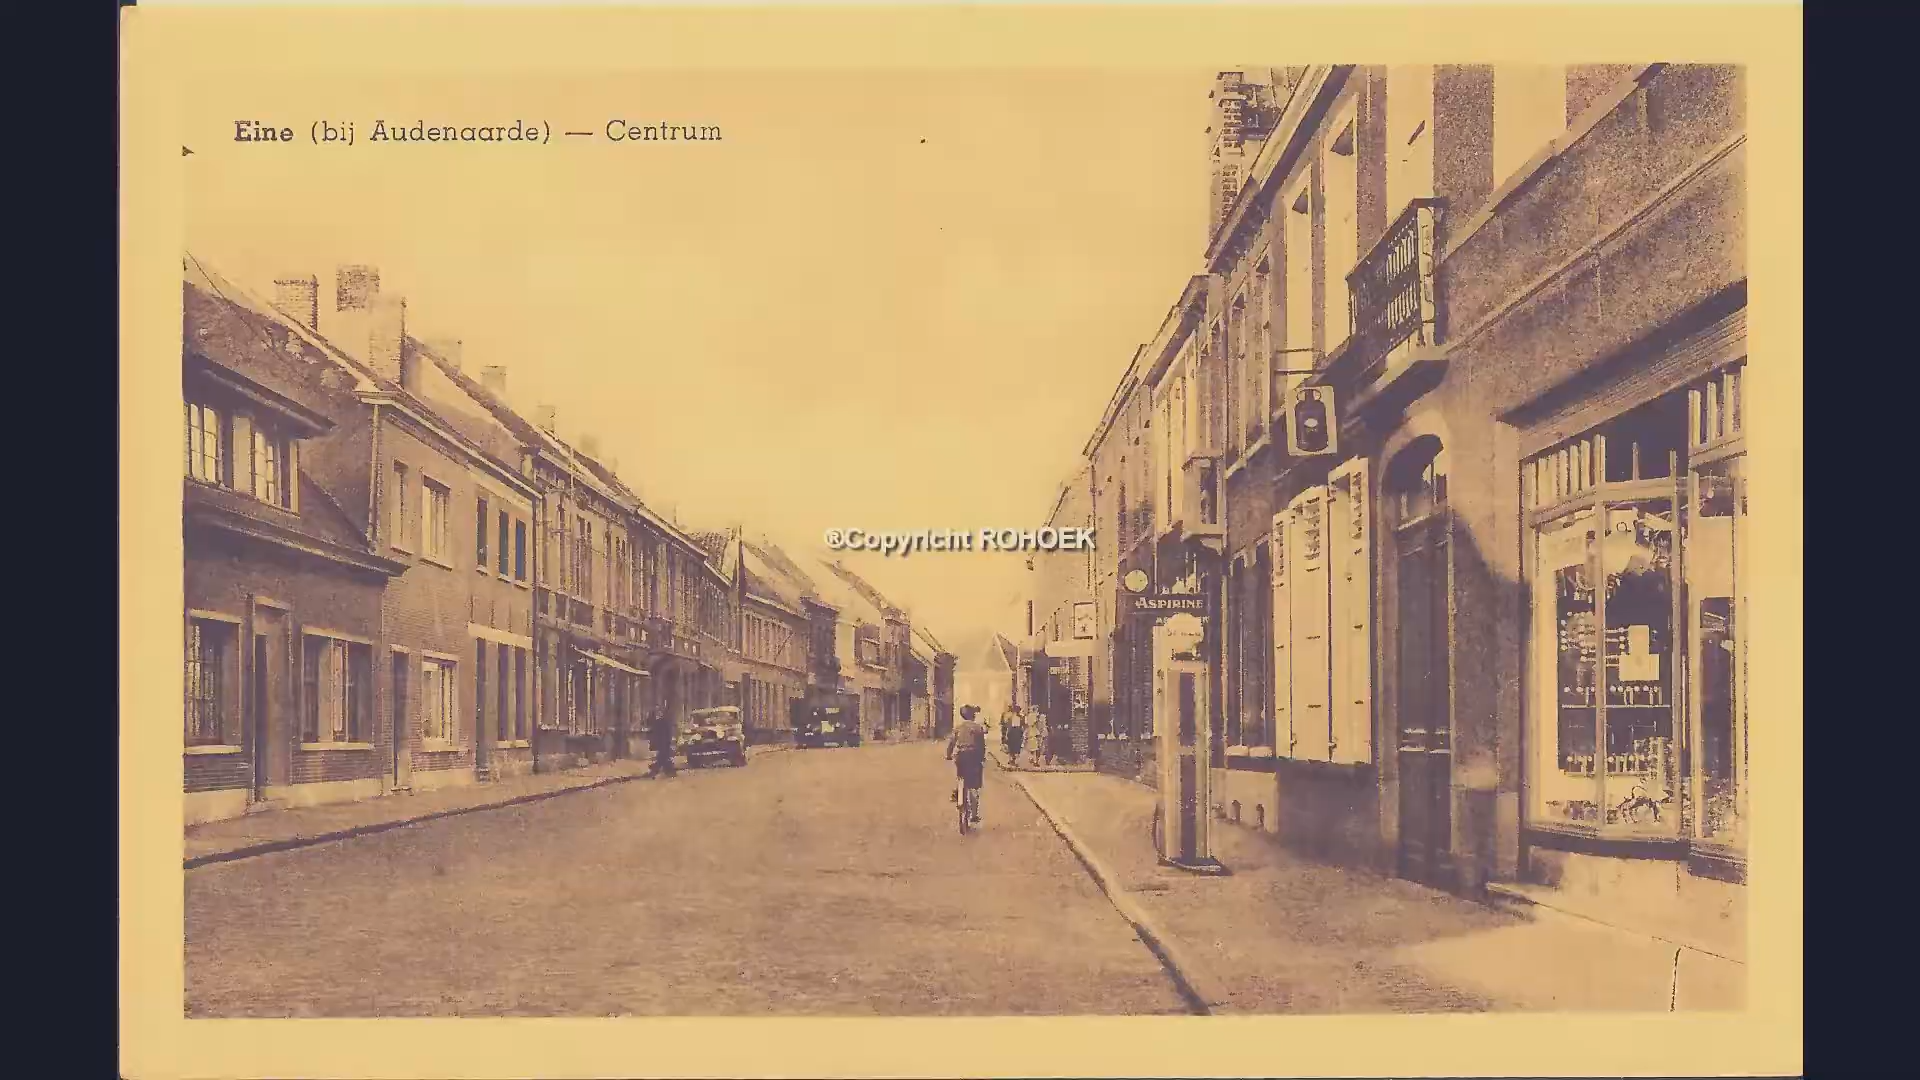 Eine (bij Audenaarde) — Centrum
®Copyricht ROHOEK
ASPIRINE